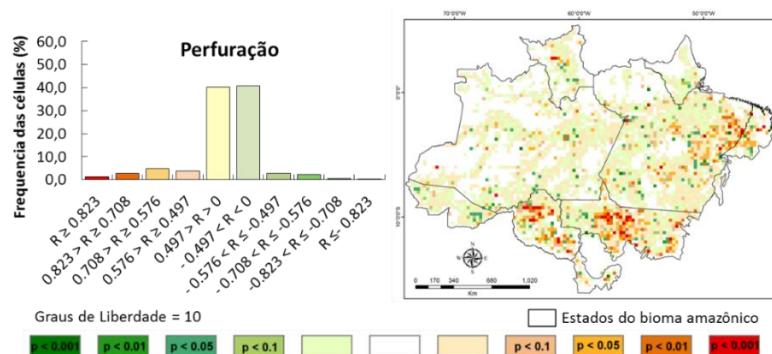 Perfuração
Frequencia das células (%)
60,0
50,0
40,0
30,0
20,0
10,0
0,0
R ≥ 0.823
0.823 > R ≥ 0.708
0.708 > R ≥ 0.576
0.576 > R ≥ 0.497
0.497 > R > 0
- 0.497 < R < 0
- 0.576 < R ≤ -0.497
- 0.708 < R ≤ -0.576
-0.823 < R ≤ -0.708
R ≤- 0.823
70°0'0"W
60°0'0"W
50°0'0"W
0°0'0"
10°0'0"S
N
W
E
S
0 170 340 680 1.020
Km
Graus de Liberdade = 10
Estados do bioma amazônico
p < 0.001 p < 0.01 p < 0.05 p < 0.1 p < 0.1 p < 0.05 p < 0.01 p < 0.001